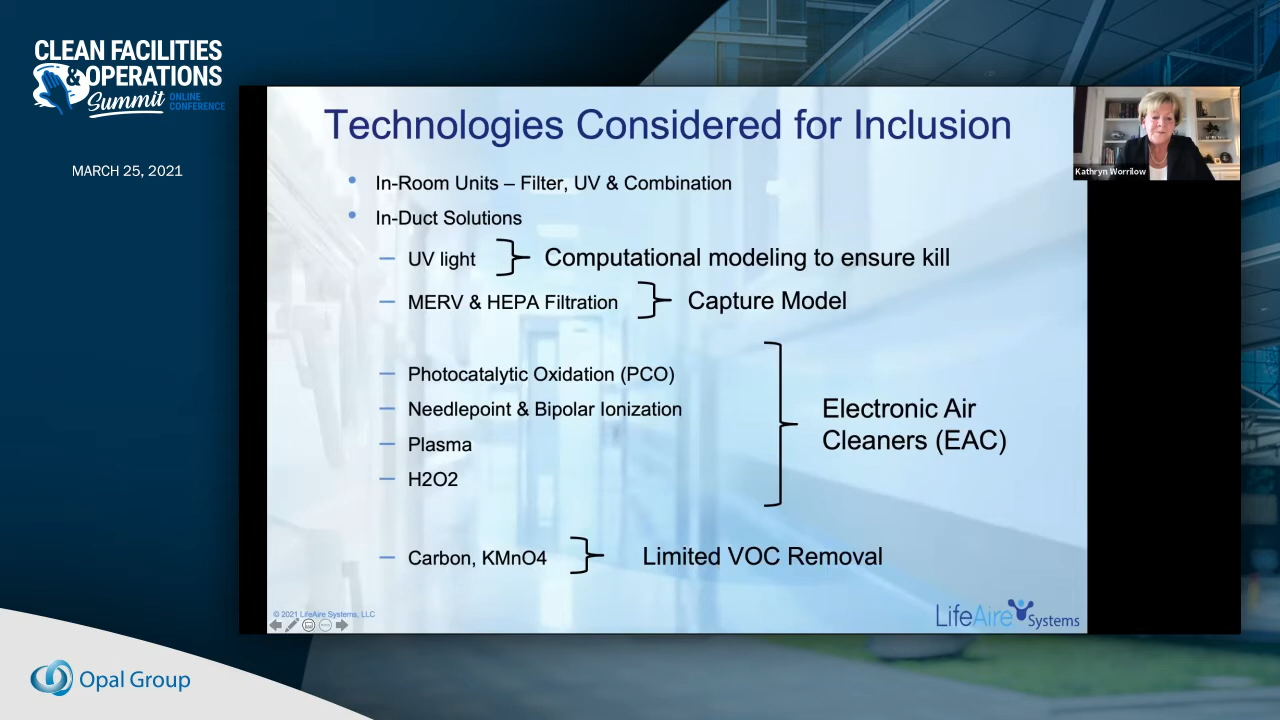 CLEAN FACILITIES
& OPERATIONS
Summit ONLINE CONFERENCE
MARCH 25, 2021
Technologies Considered for Inclusion
Kathryn Worrilow
• In-Room Units – Filter, UV & Combination
• In-Duct Solutions
– UV light
Computational modeling to ensure kill
– MERV & HEPA Filtration
Capture Model
– Photocatalytic Oxidation (PCO)
– Needlepoint & Bipolar Ionization
– Plasma
– H2O2
Electronic Air
Cleaners (EAC)
– Carbon, KMnO4
Limited VOC Removal
© 2021 LifeAire Systems, LLC
LifeAire Systems
Opal Group